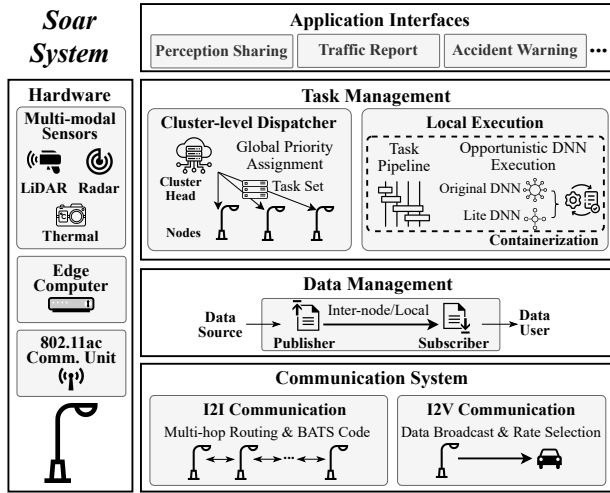 Soar
System
Application Interfaces
Perception Sharing
Traffic Report
Accident Warning
...
Hardware
Multi-modal
Sensors
LiDAR
Radar
Thermal
Edge
Computer
802.11ac
Comm. Unit
Task Management
Cluster-level Dispatcher
Global Priority
Assignment
Cluster
Head
Task Set
Nodes
Local Execution
Task
Pipeline
Opportunistic DNN
Execution
Original DNN
Lite DNN
Containerization
Data Management
Data
Source
Inter-node/Local
Publisher
Subscriber
Data
User
Communication System
I2I Communication
Multi-hop Routing & BATS Code
...
I2V Communication
Data Broadcast & Rate Selection